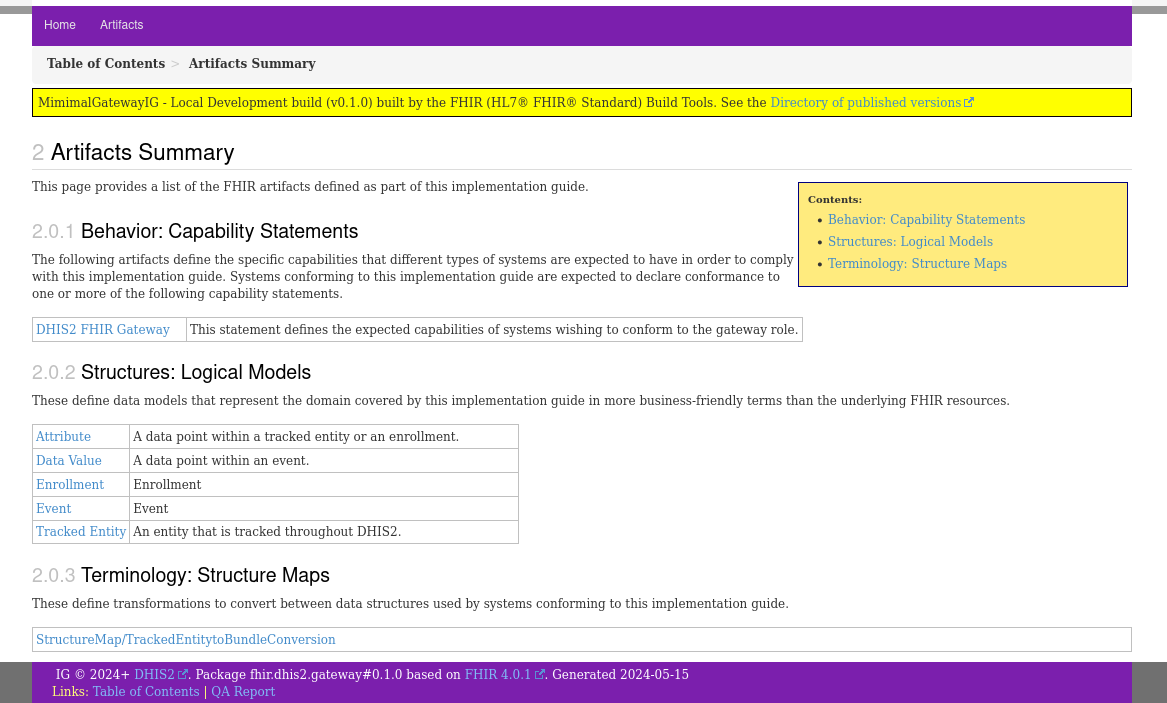 Home Artifacts
Table of Contents > Artifacts Summary
MimimalGatewayIG - Local Development build (v0.1.0) built by the FHIR (HL7® FHIR® Standard) Build Tools. See the Directory of published versions
2 Artifacts Summary
This page provides a list of the FHIR artifacts defined as part of this implementation guide.
Contents:
• Behavior: Capability Statements
• Structures: Logical Models
• Terminology: Structure Maps
2.0.1 Behavior: Capability Statements
The following artifacts define the specific capabilities that different types of systems are expected to have in order to comply
with this implementation guide. Systems conforming to this implementation guide are expected to declare conformance to
one or more of the following capability statements.
DHIS2 FHIR Gateway This statement defines the expected capabilities of systems wishing to conform to the gateway role.
2.0.2 Structures: Logical Models
These define data models that represent the domain covered by this implementation guide in more business-friendly terms than the underlying FHIR resources.
Attribute A data point within a tracked entity or an enrollment.
Data Value A data point within an event.
Enrollment Enrollment
Event Event
Tracked Entity An entity that is tracked throughout DHIS2.
2.0.3 Terminology: Structure Maps
These define transformations to convert between data structures used by systems conforming to this implementation guide.
StructureMap/TrackedEntitytoBundleConversion
IG © 2024+ DHIS2. Package fhir.dhis2.gateway#0.1.0 based on FHIR 4.0.1. Generated 2024-05-15
Links: Table of Contents | QA Report